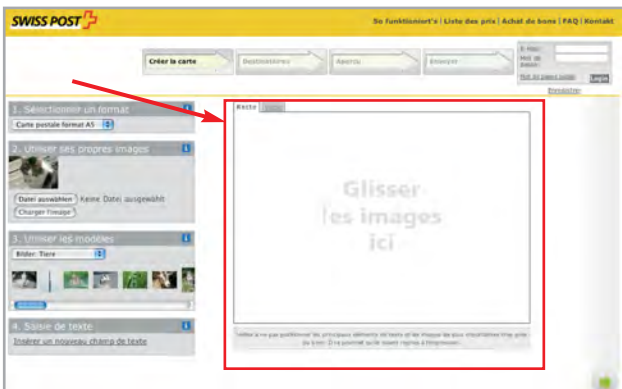 SWISS POST
So funktioniert's | Liste des prix | Achat de bons | FAQ | Kontakt
Créer la carte
Destinataires
Aperçu
Envoyer
E-Mail:
Mot de
passe:
Login
Enregistrer
1. Sélectionner un format
Carte postale format A5
2. Utiliser ses propres images
Datei auswählen Keine Datei ausgewählt
Charger l'image
3. Utiliser les modèles
Bilder: Tiere
4. Saisie de texte
Insérer un nouveau champ de texte
Recto
Glisser
les images
ici